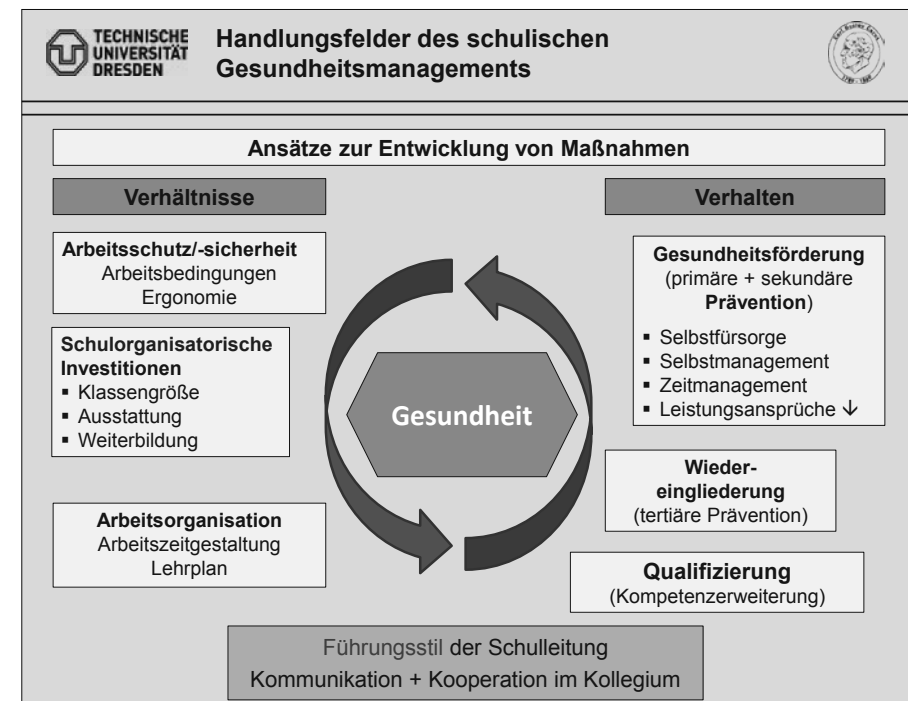 TECHNISCHE
UNIVERSITÄT
DRESDEN
Handlungsfelder des schulischen
Gesundheitsmanagements
Ansätze zur Entwicklung von Maßnahmen
Verhältnisse
Arbeitsschutz/-sicherheit
Arbeitsbedingungen
Ergonomie
Schulorganisatorische
Investitionen
▪ Klassengröße
▪ Ausstattung
▪ Weiterbildung
Arbeitsorganisation
Arbeitszeitgestaltung
Lehrplan
Gesundheit
Verhalten
Gesundheitsförderung
(primäre + sekundäre
Prävention)
▪ Selbstfürsorge
▪ Selbstmanagement
▪ Zeitmanagement
▪ Leistungsansprüche ↓
Wieder-
eingliederung
(tertiäre Prävention)
Qualifizierung
(Kompetenzerweiterung)
Führungsstil der Schulleitung
Kommunikation + Kooperation im Kollegium